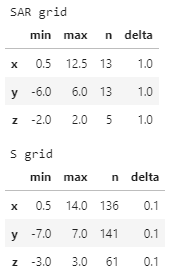 SAR grid
min max n delta
x 0.5 12.5 13 1.0
y -6.0 6.0 13 1.0
z -2.0 2.0 5 1.0
S grid
min max n delta
x 0.5 14.0 136 0.1
y -7.0 7.0 141 0.1
z -3.0 3.0 61 0.1